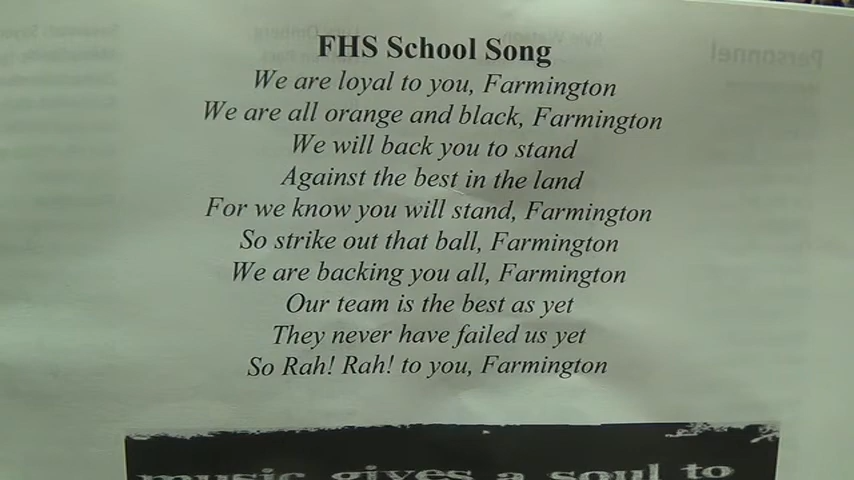 FHS School Song
We are loyal to you, Farmington
We are all orange and black, Farmington
We will back you to stand
Against the best in the land
For we know you will stand, Farmington
So strike out that ball, Farmington
We are backing you all, Farmington
Our team is the best as yet
They never have failed us yet
So Rah! Rah! to you, Farmington
music gives a soul to
Personnel